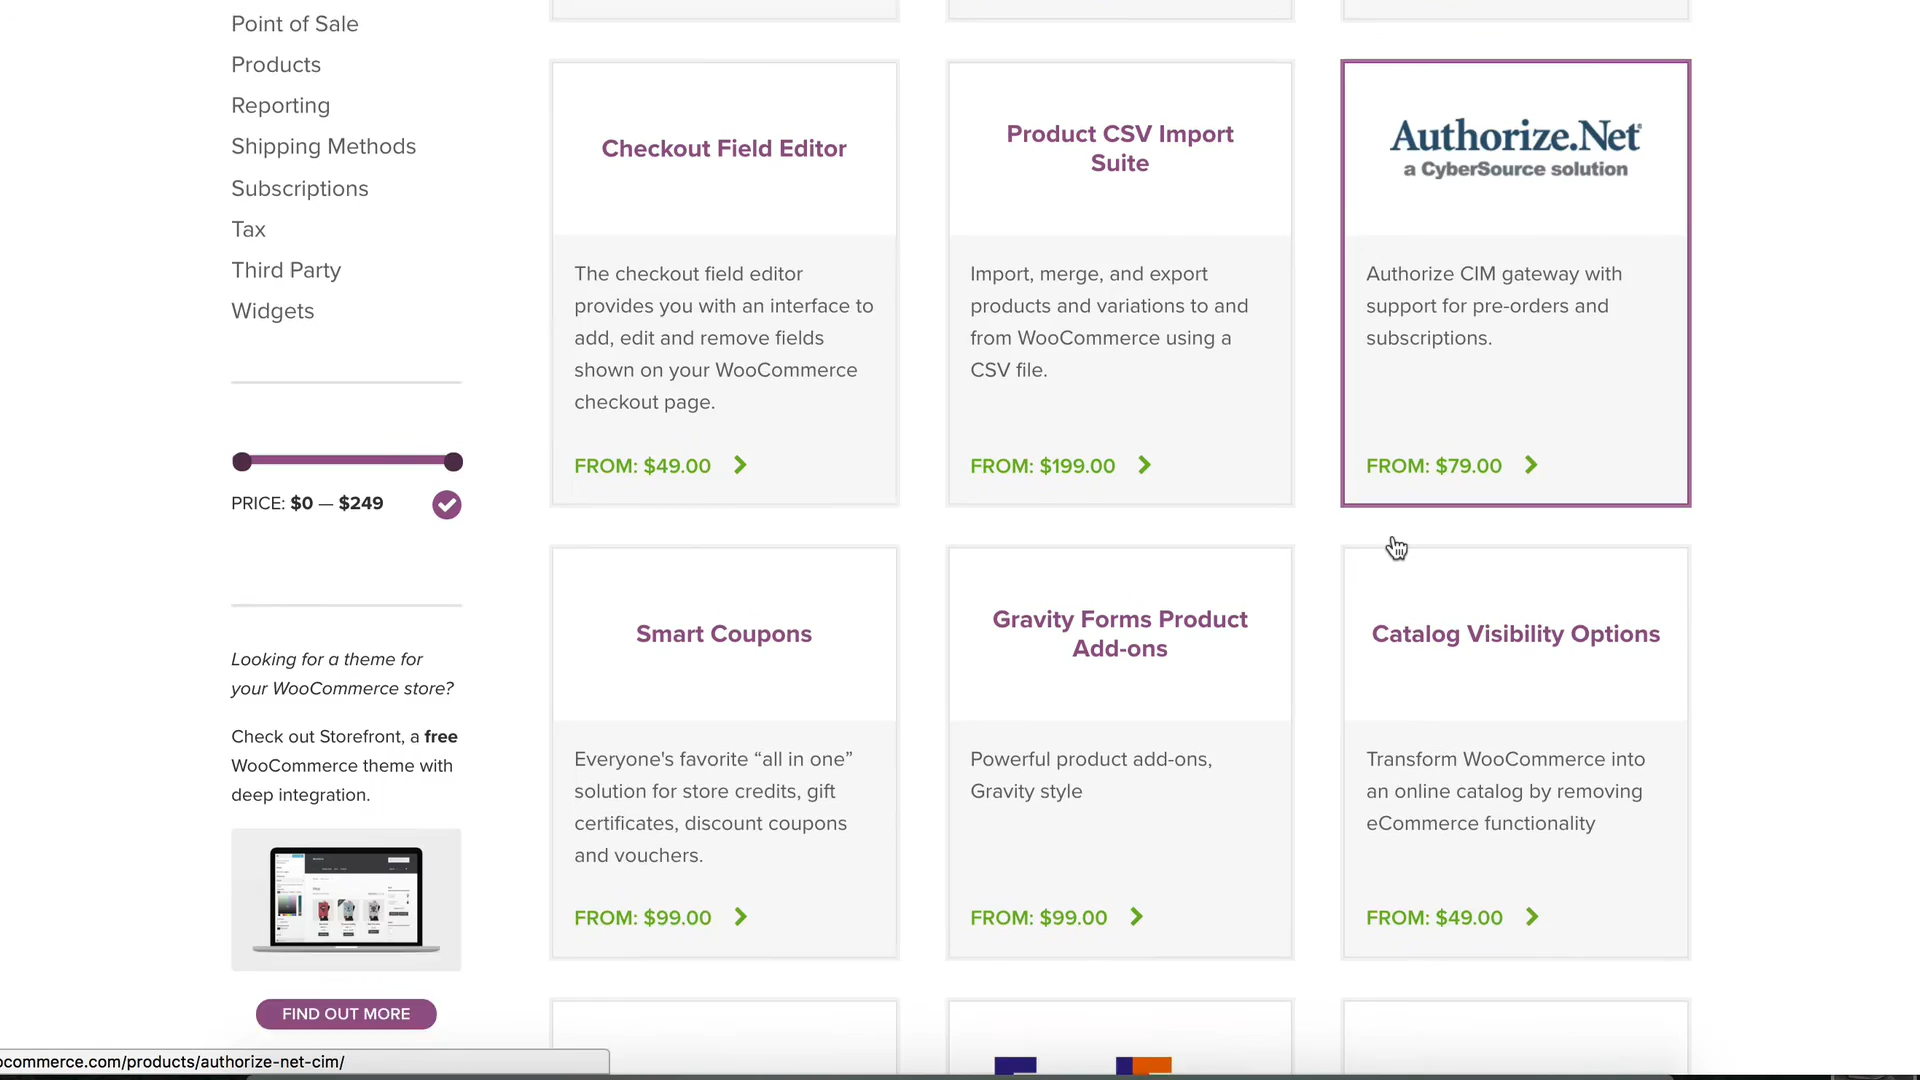 Point of Sale
Products
Reporting
Shipping Methods
Subscriptions
Tax
Third Party
Widgets
PRICE: $0 — $249
Looking for a theme for
your WooCommerce store?
Check out Storefront, a free
WooCommerce theme with
deep integration.
FIND OUT MORE
Checkout Field Editor
The checkout field editor
provides you with an interface to
add, edit and remove fields
shown on your WooCommerce
checkout page.
FROM: $49.00
Product CSV Import
Suite
Import, merge, and export
products and variations to and
from WooCommerce using a
CSV file.
FROM: $199.00
Authorize.Net
a CyberSource solution
Authorize CIM gateway with
support for pre-orders and
subscriptions.
FROM: $79.00
Smart Coupons
Everyone's favorite “all in one”
solution for store credits, gift
certificates, discount coupons
and vouchers.
FROM: $99.00
Gravity Forms Product
Add-ons
Powerful product add-ons,
Gravity style
FROM: $99.00
Catalog Visibility Options
Transform WooCommerce into
an online catalog by removing
eCommerce functionality
FROM: $49.00
ocommerce.com/products/authorize-net-cim/